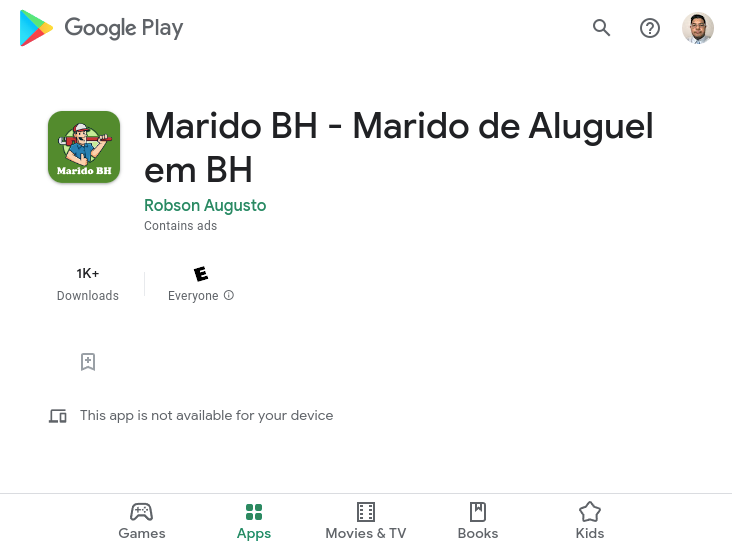 Google Play
Marido BH - Marido de Aluguel
em BH
Marido BH
Robson Augusto
Contains ads
1K+
E
Downloads
Everyone
This app is not available for your device
Games
Apps
Movies & TV
Books
Kids